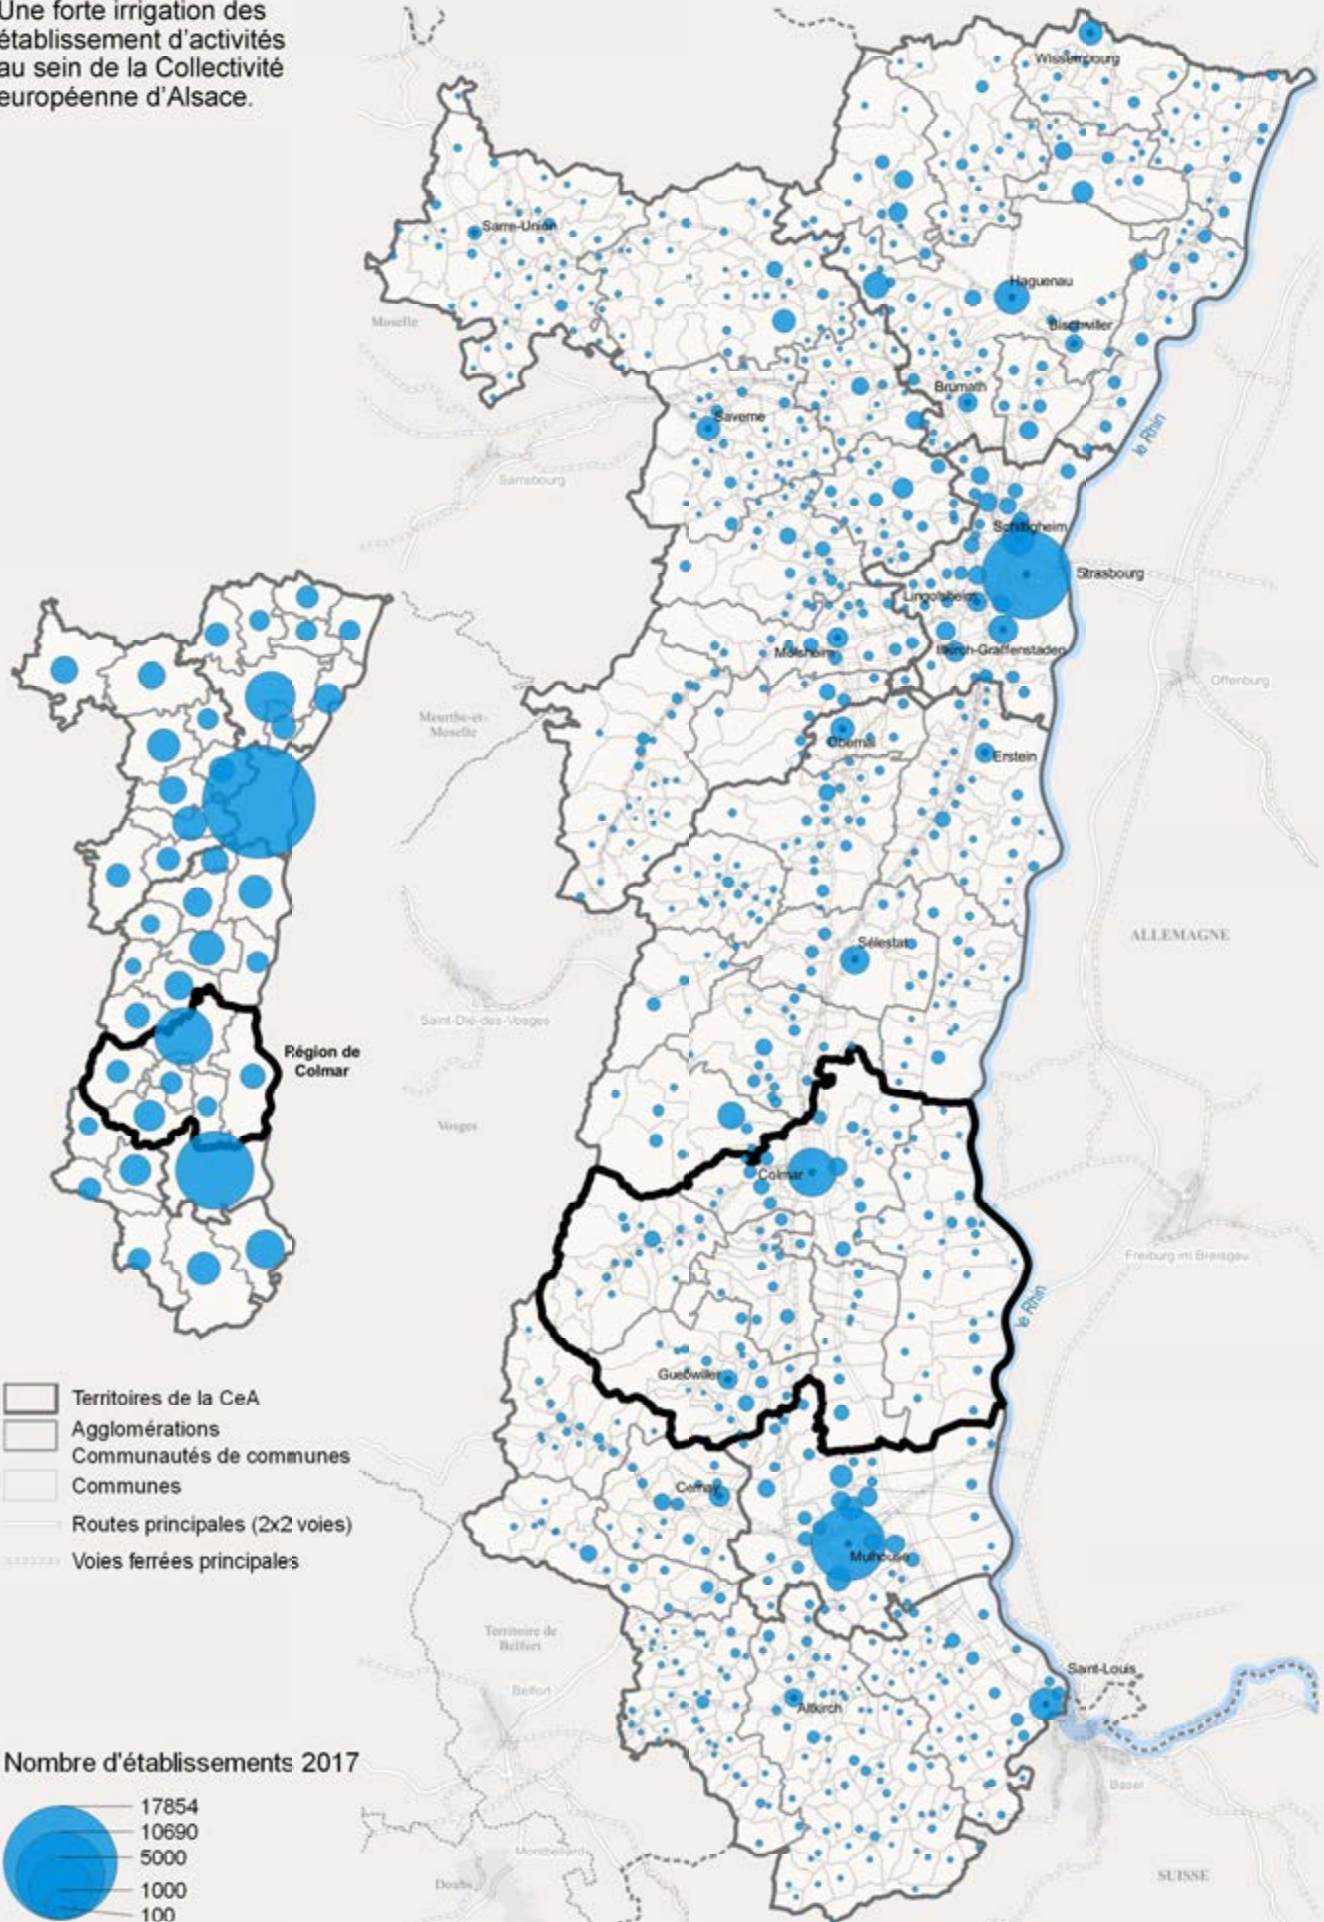 Une forte irrigation des
établissement d'activités
au sein de la Collectivité
européenne d'Alsace.
Wissembourg
Sarre-Union
Moselle
Haguenau
Bischwiller
Brumath
Saverne
le Rhin
Sarrebourg
Schiltigheim
Strasbourg
Lingolsheim
Molsheim
Illkirch-Graffenstaden
Offenburg
Meurthe-et-
Moselle
Obernai
Erstein
ALLEMAGNE
Sélestat
Saint-Dié-des-Vosges
Région de
Colmar
Vosges
Colmar
Freiburg im Breisgau
le Rhin
Guebwiller
Territoires de la CeA
Agglomérations
Communautés de communes
Communes
Routes principales (2x2 voies)
Voies ferrées principales
Cernay
Mulhouse
Territoire de
Belfort
Belfort
Saint-Louis
Altkirch
Basel
Nombre d'établissements 2017
17854
10690
5000
1000
100
Montbéliard
Doubs
SUISSE